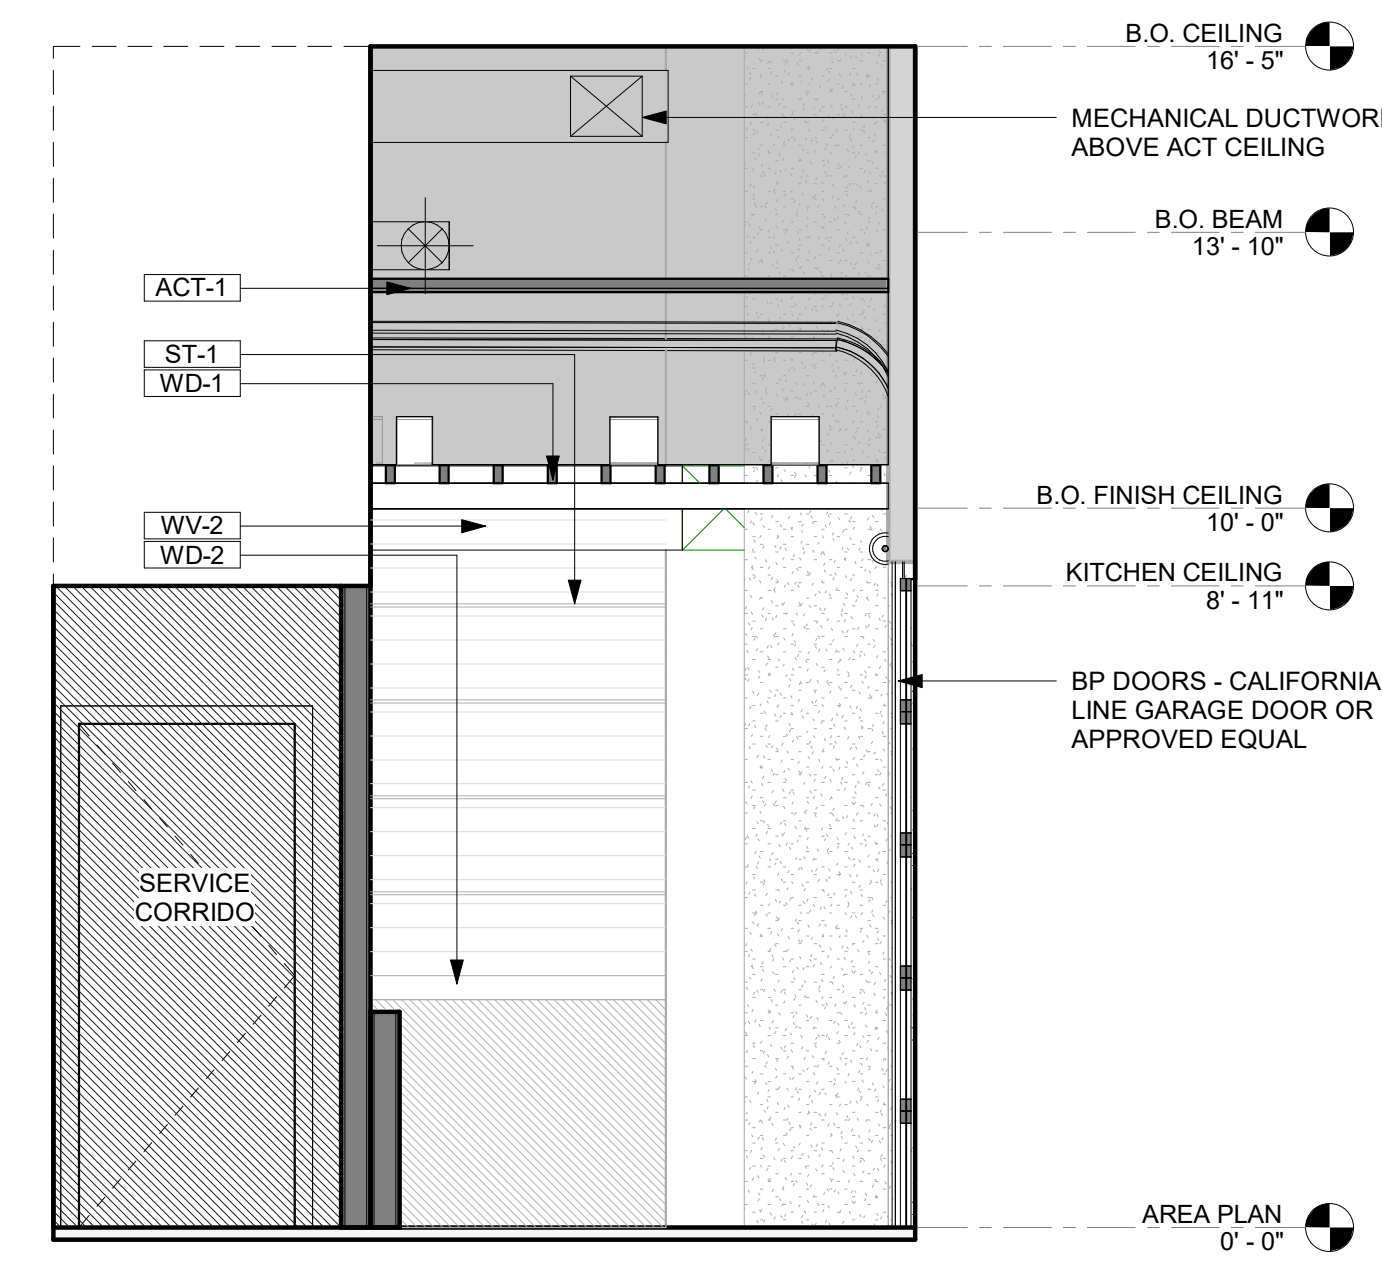 B.O. CEILING
16' - 5"
MECHANICAL DUCTWORK
ABOVE ACT CEILING
B.O. BEAM
13' - 10"
ACT-1
ST-1
WD-1
B.O. FINISH CEILING
10' - 0"
WV-2
WD-2
KITCHEN CEILING
8' - 11"
BP DOORS - CALIFORNIA
LINE GARAGE DOOR OR
APPROVED EQUAL
SERVICE
CORRIDO
AREA PLAN
0' - 0"